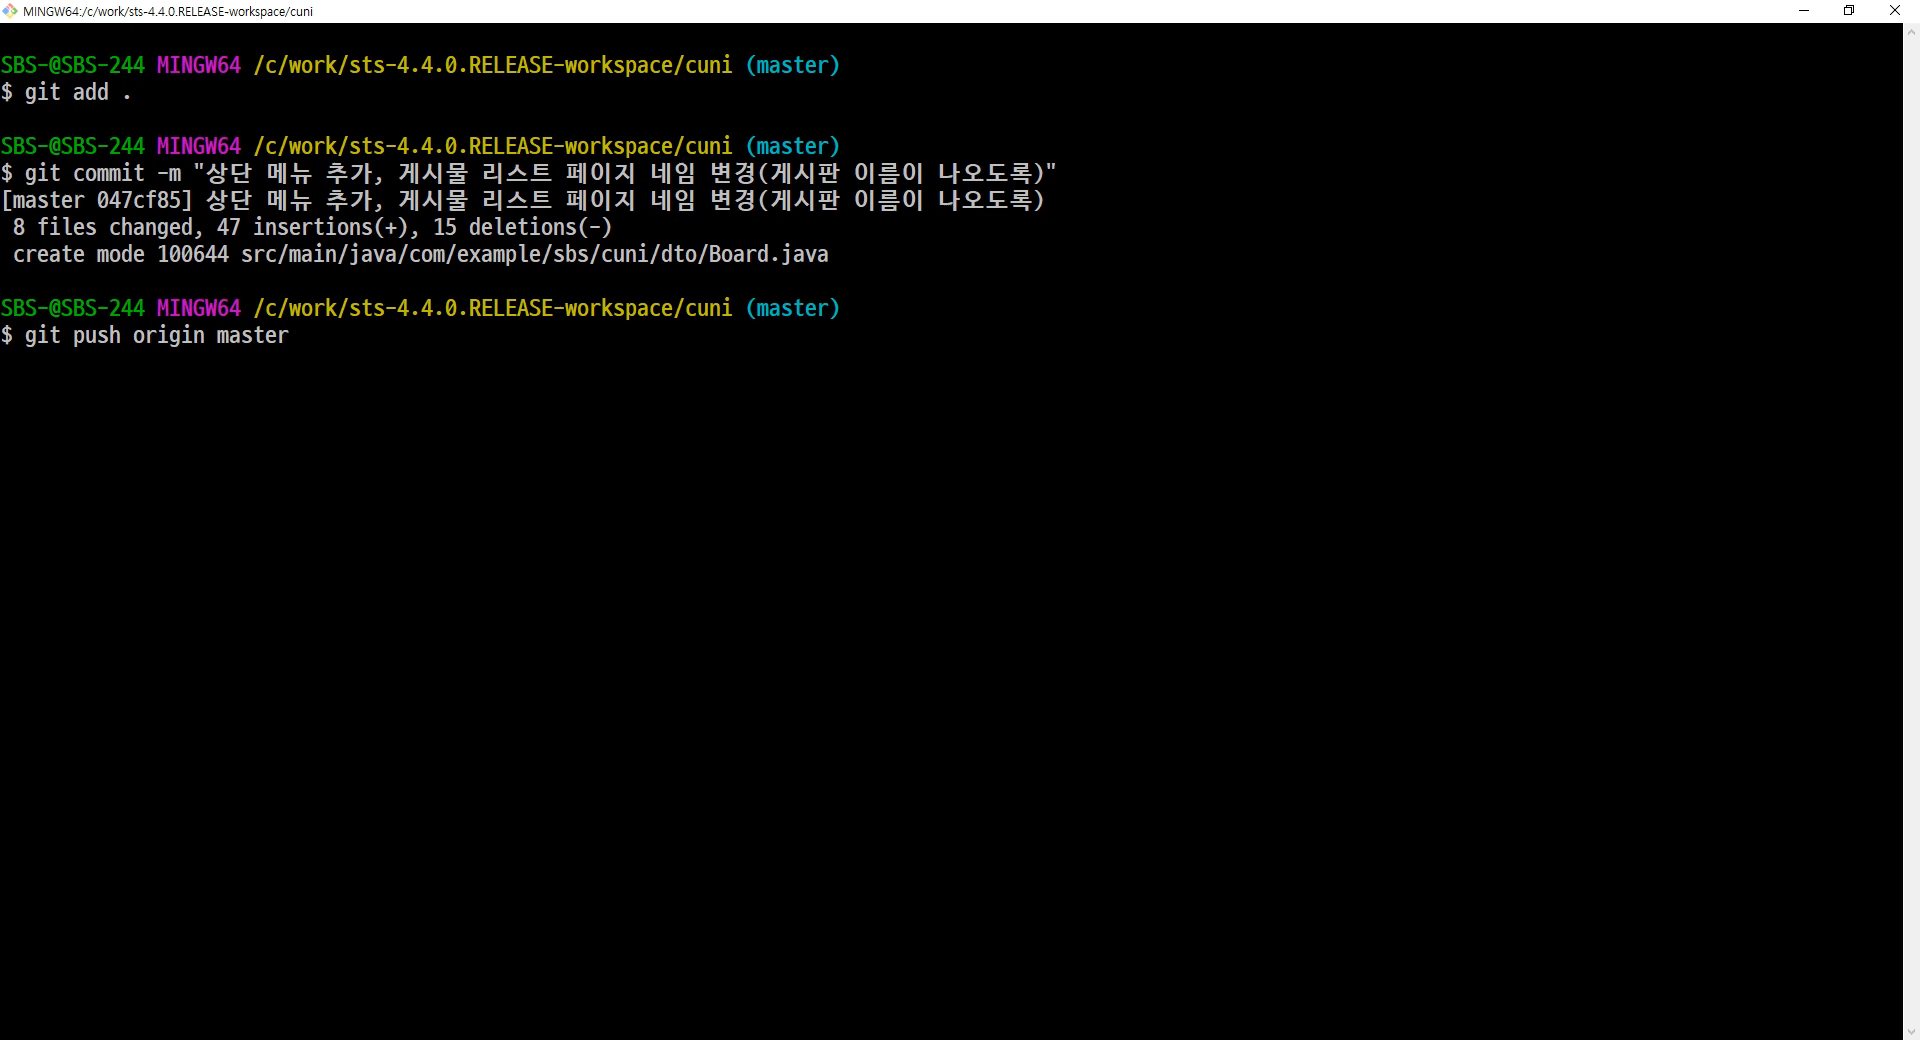 MINGW64:/c/work/sts-4.4.0.RELEASE-workspace/cuni
SBS-@SBS-244 MINGW64 /c/work/sts-4.4.0.RELEASE-workspace/cuni (master)
$ git add .
SBS-@SBS-244 MINGW64 /c/work/sts-4.4.0.RELEASE-workspace/cuni (master)
$ git commit -m "상단 메뉴 추가, 게시물 리스트 페이지 네임 변경(게시판 이름이 나오도록)"
[master 047cf85] 상단 메뉴 추가, 게시물 리스트 페이지 네임 변경(게시판 이름이 나오도록)
 8 files changed, 47 insertions(+), 15 deletions(-)
 create mode 100644 src/main/java/com/example/sbs/cuni/dto/Board.java
SBS-@SBS-244 MINGW64 /c/work/sts-4.4.0.RELEASE-workspace/cuni (master)
$ git push origin master